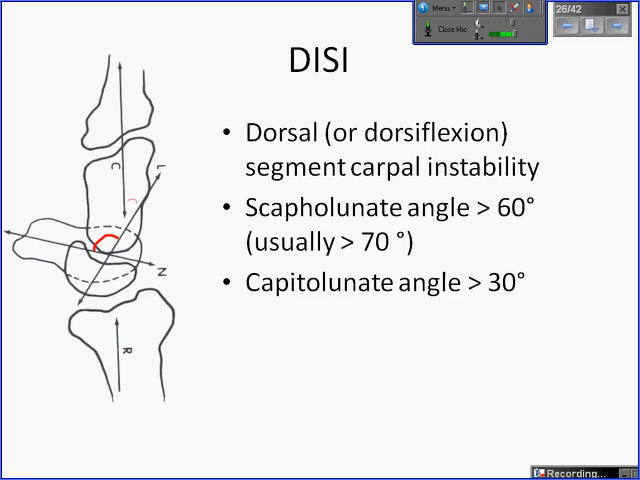 Menu
26/42
Close Mic
DISI
• Dorsal (or dorsiflexion)
segment carpal instability
• Scapholunate angle > 60°
(usually > 70 °)
• Capitolunate angle > 30°
C
L
N
R
Recording...